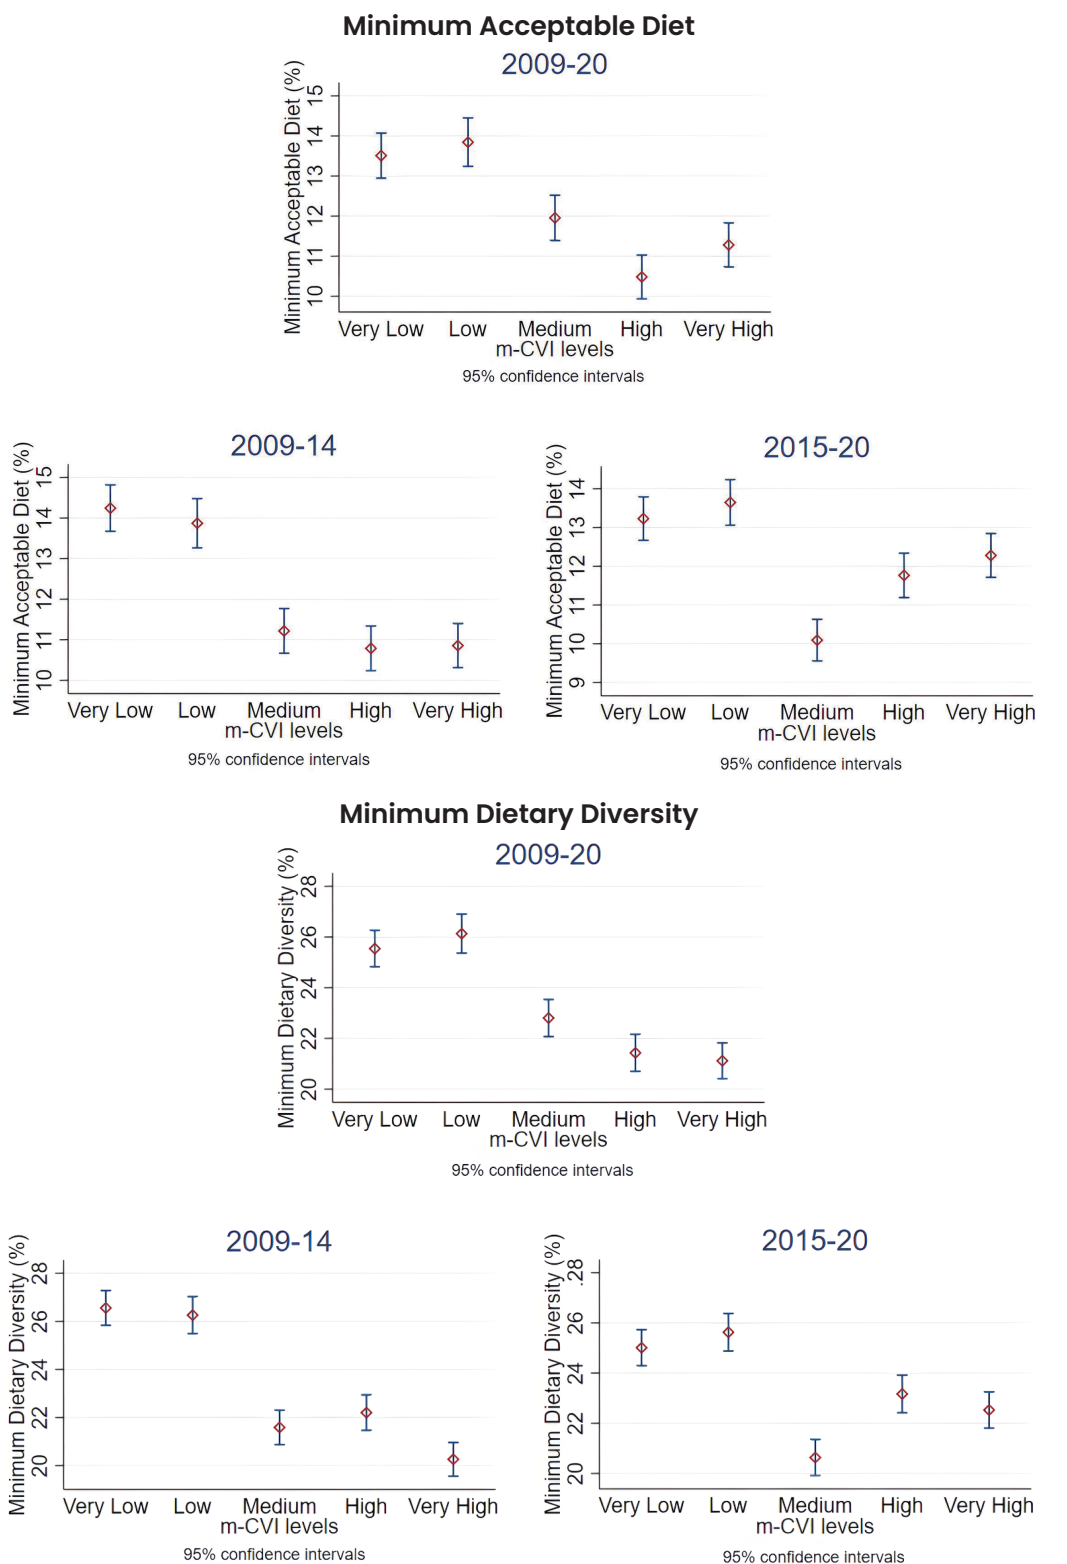 Minimum Acceptable Diet
2009-20
Minimum Acceptable Diet (%)
15
14
13
12
11
10
Very Low Low Medium High Very High
m-CVI levels
95% confidence intervals
2009-14
Minimum Acceptable Diet (%)
15
14
13
12
11
10
Very Low Low Medium High Very High
m-CVI levels
95% confidence intervals
2015-20
Minimum Acceptable Diet (%)
14
13
12
11
10
9
Very Low Low Medium High Very High
m-CVI levels
95% confidence intervals
Minimum Dietary Diversity
2009-20
Minimum Dietary Diversity (%)
28
26
24
22
20
Very Low Low Medium High Very High
m-CVI levels
95% confidence intervals
2009-14
Minimum Dietary Diversity (%)
28
26
24
22
20
Very Low Low Medium High Very High
m-CVI levels
95% confidence intervals
2015-20
Minimum Dietary Diversity (%)
28
26
24
22
20
Very Low Low Medium High Very High
m-CVI levels
95% confidence intervals